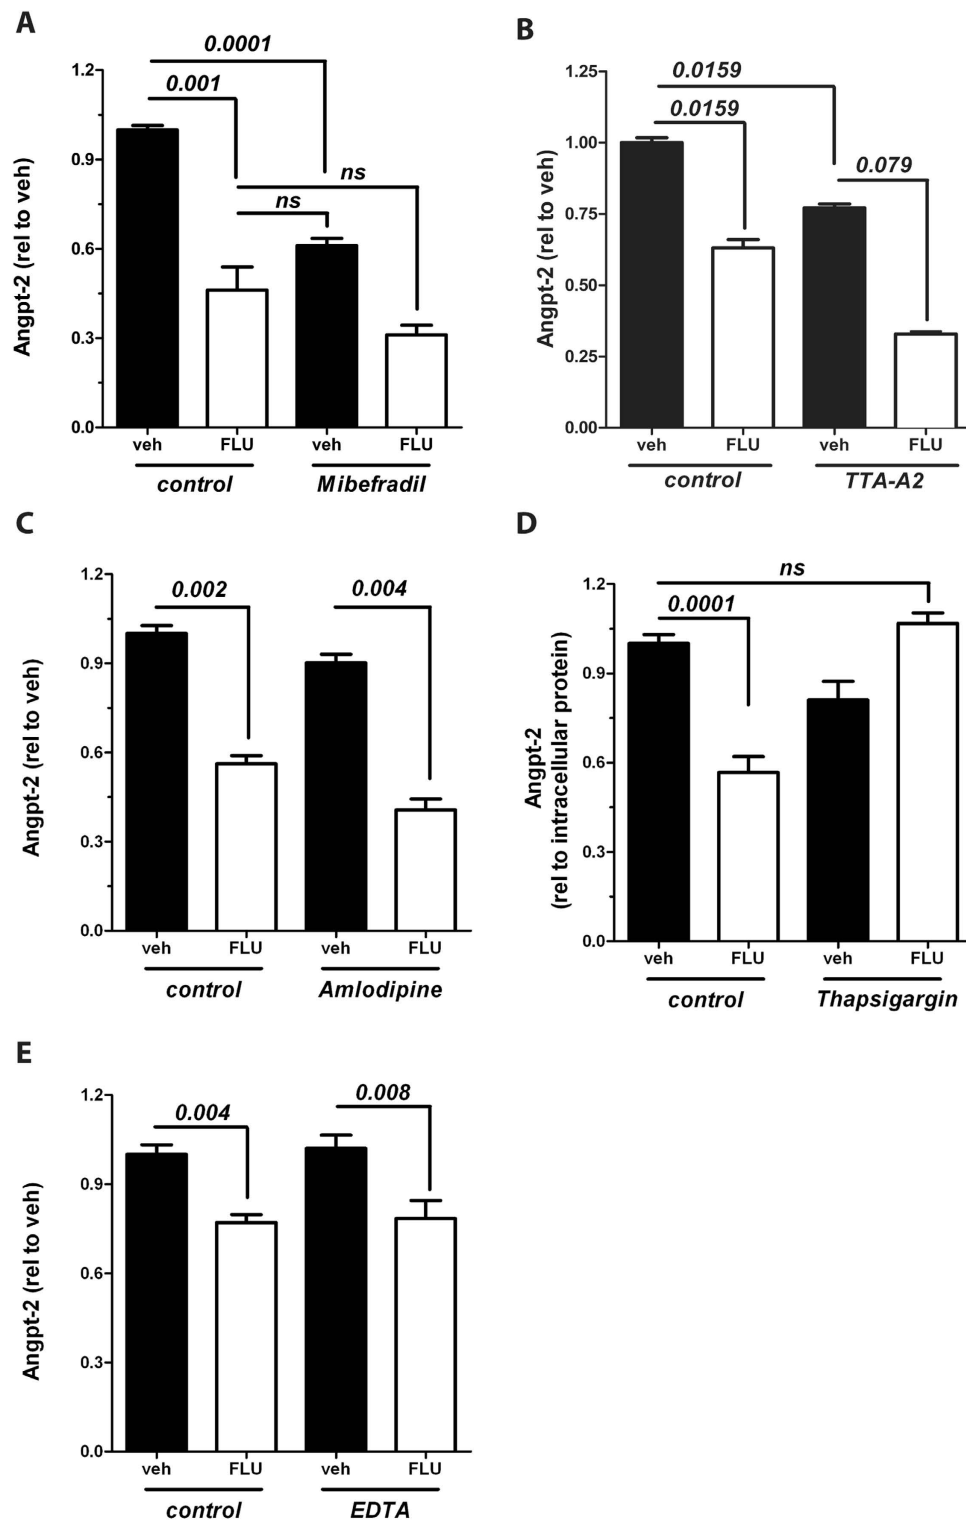 A
0.0001
0.001
ns
ns
Angpt-2 (rel to veh)
1.2
0.9
0.6
0.3
0.0
veh FLU veh FLU
control Mibefradil
B
0.0159
0.0159
0.079
Angpt-2 (rel to veh)
1.25
1.00
0.75
0.50
0.25
0.00
veh FLU veh FLU
control TTA-A2
C
0.002 0.004
Angpt-2 (rel to veh)
1.2
0.9
0.6
0.3
0.0
veh FLU veh FLU
control Amlodipine
D
ns
0.0001
Angpt-2
(rel to intracellular protein)
1.2
0.9
0.6
0.3
0.0
veh FLU veh FLU
control Thapsigargin
E
0.004 0.008
Angpt-2 (rel to veh)
1.2
0.9
0.6
0.3
0.0
veh FLU veh FLU
control EDTA